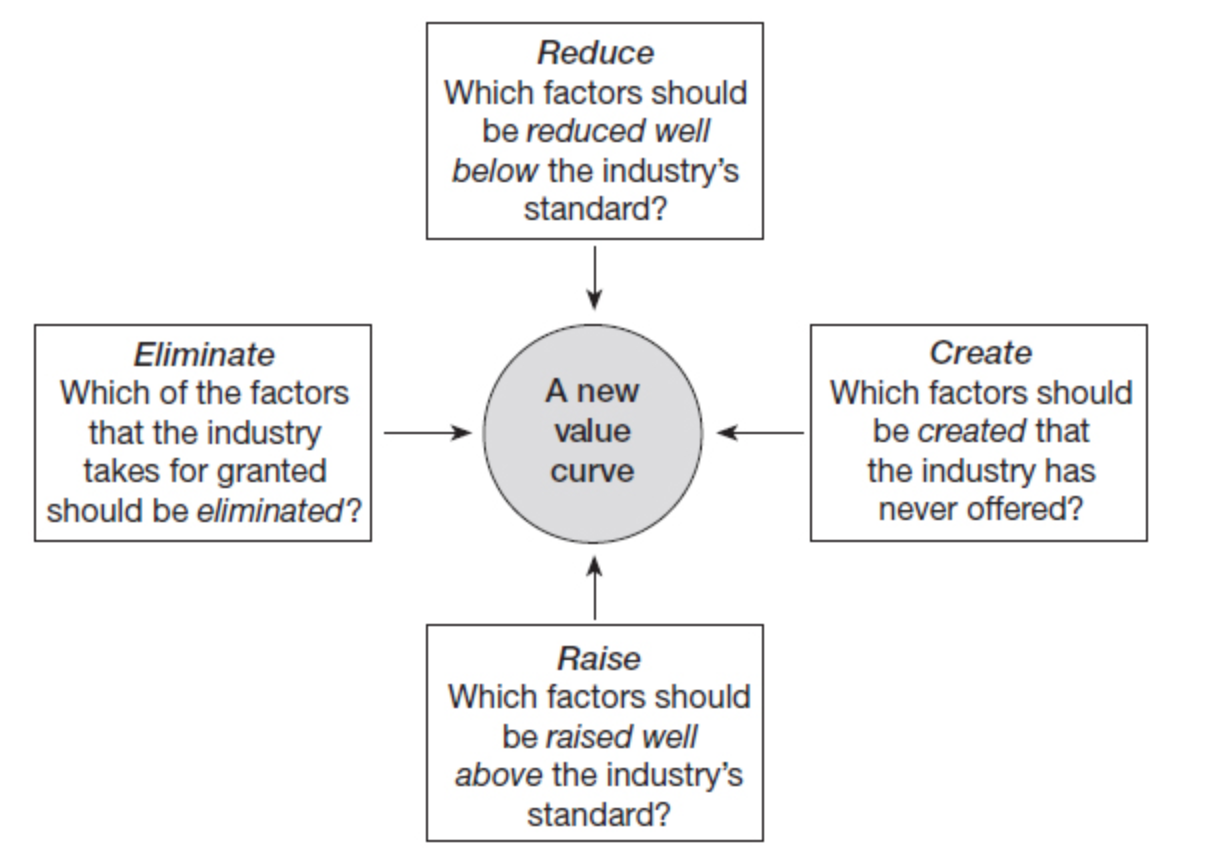 Reduce
Which factors should
be reduced well
below the industry’s
standard?
Eliminate
Which of the factors
that the industry
takes for granted
should be eliminated?
A new
value
curve
Create
Which factors should
be created that
the industry has
never offered?
Raise
Which factors should
be raised well
above the industry’s
standard?